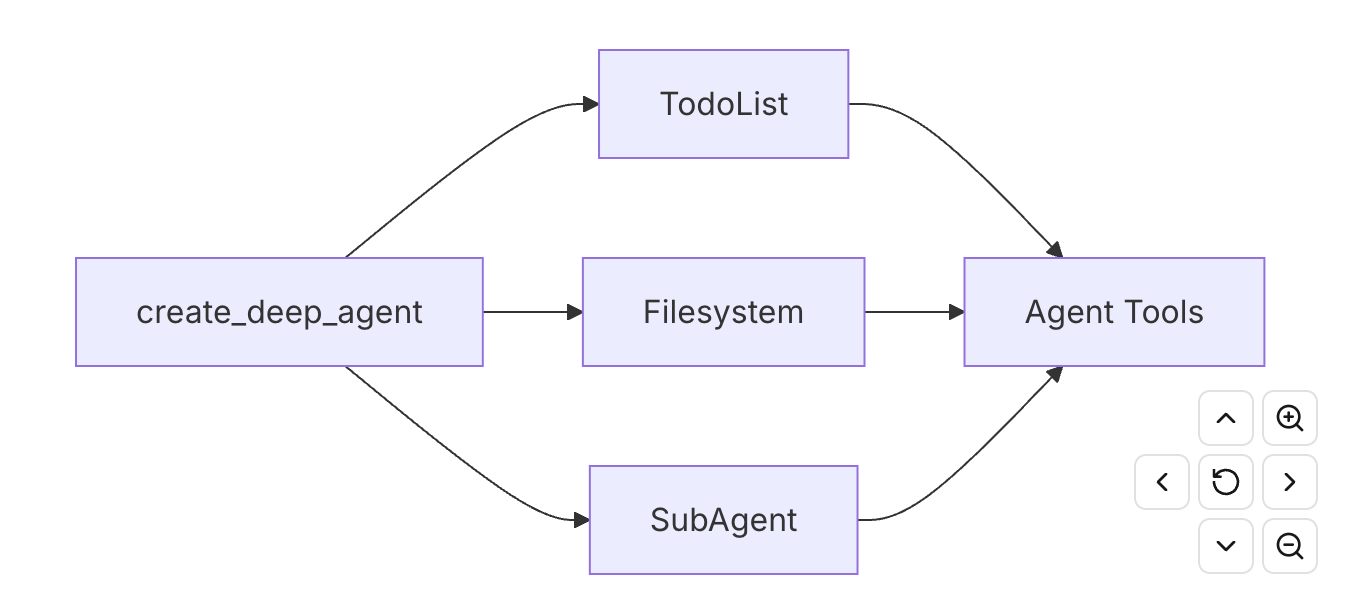 TodoList
create_deep_agent
Filesystem
Agent Tools
SubAgent